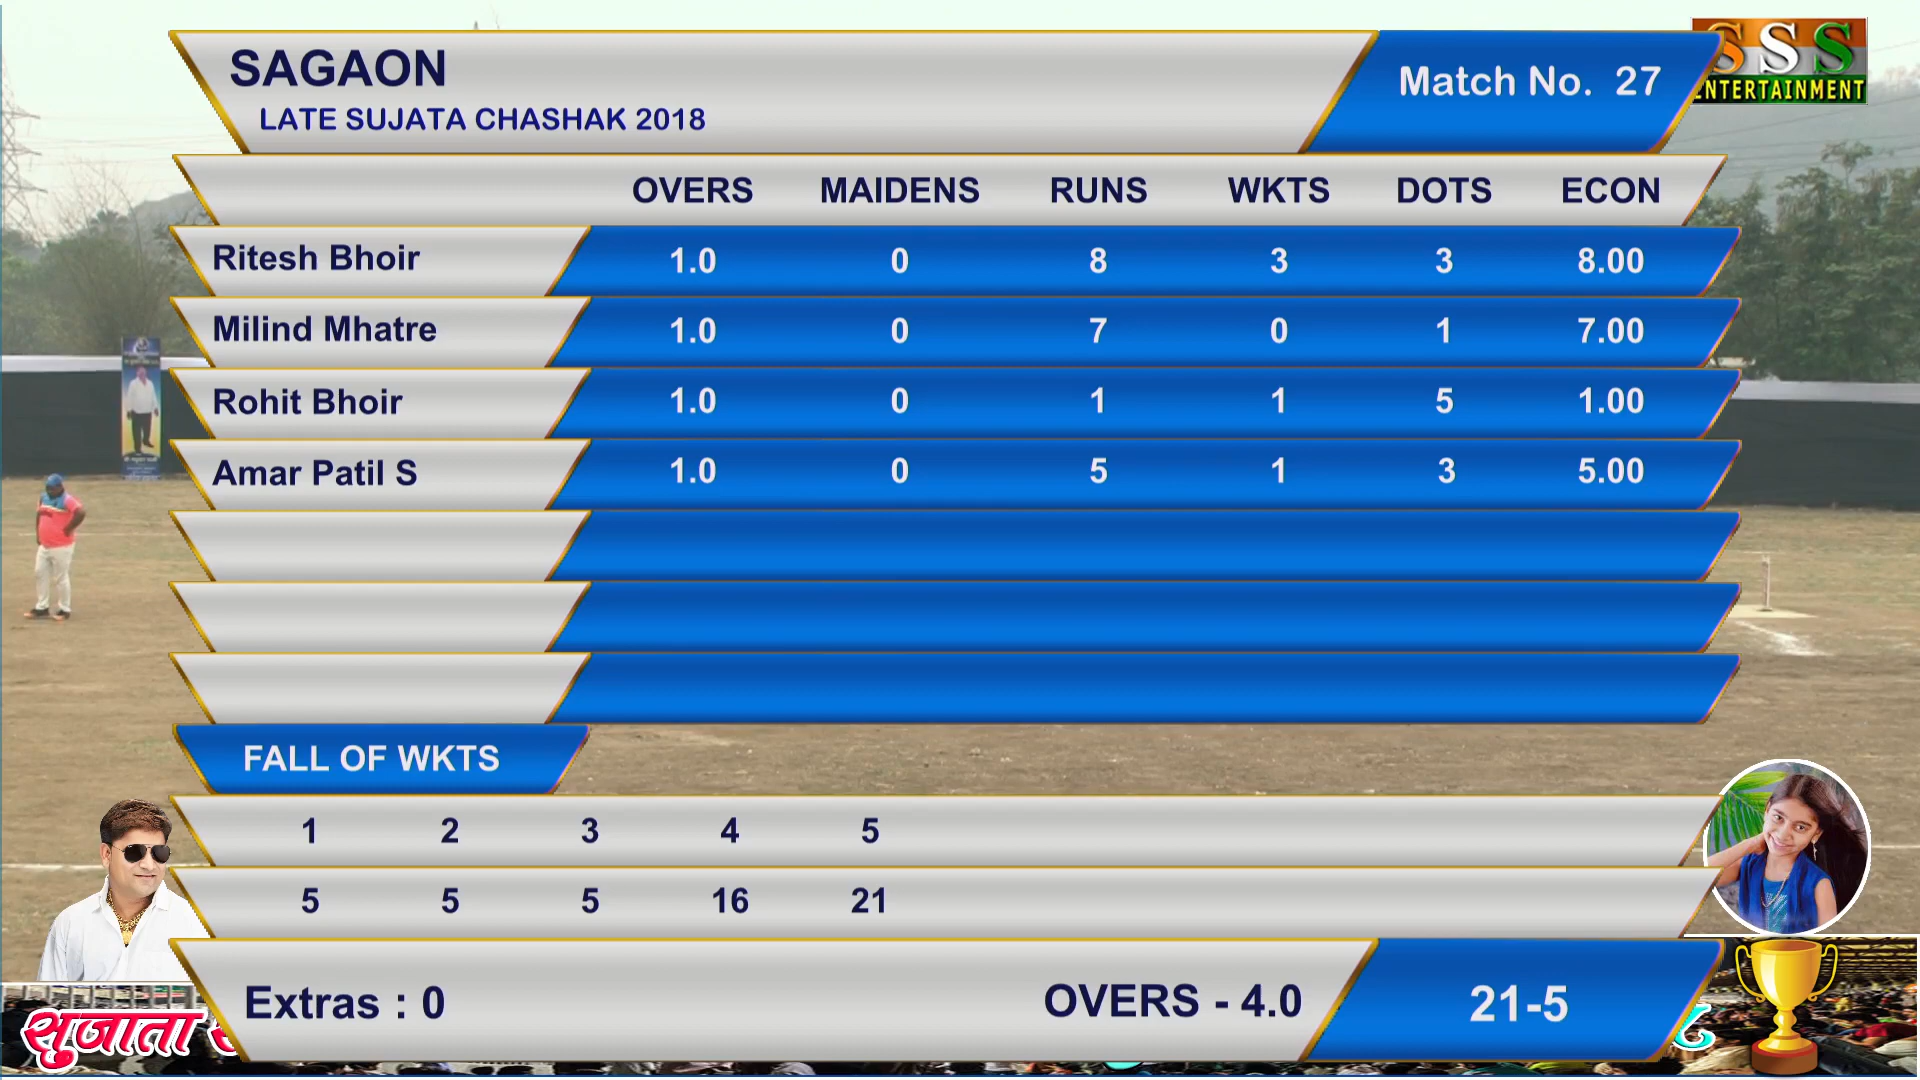 SAGAON
LATE SUJATA CHASHAK 2018
Match No. 27
SSS
ENTERTAINMENT
OVERS MAIDENS RUNS WKTS DOTS ECON
Ritesh Bhoir 1.0 0 8 3 3 8.00
Milind Mhatre 1.0 0 7 0 1 7.00
Rohit Bhoir 1.0 0 1 1 5 1.00
Amar Patil S 1.0 0 5 1 3 5.00
FALL OF WKTS
1 2 3 4 5
5 5 5 16 21
Extras : 0 OVERS - 4.0 21-5
सुजाता